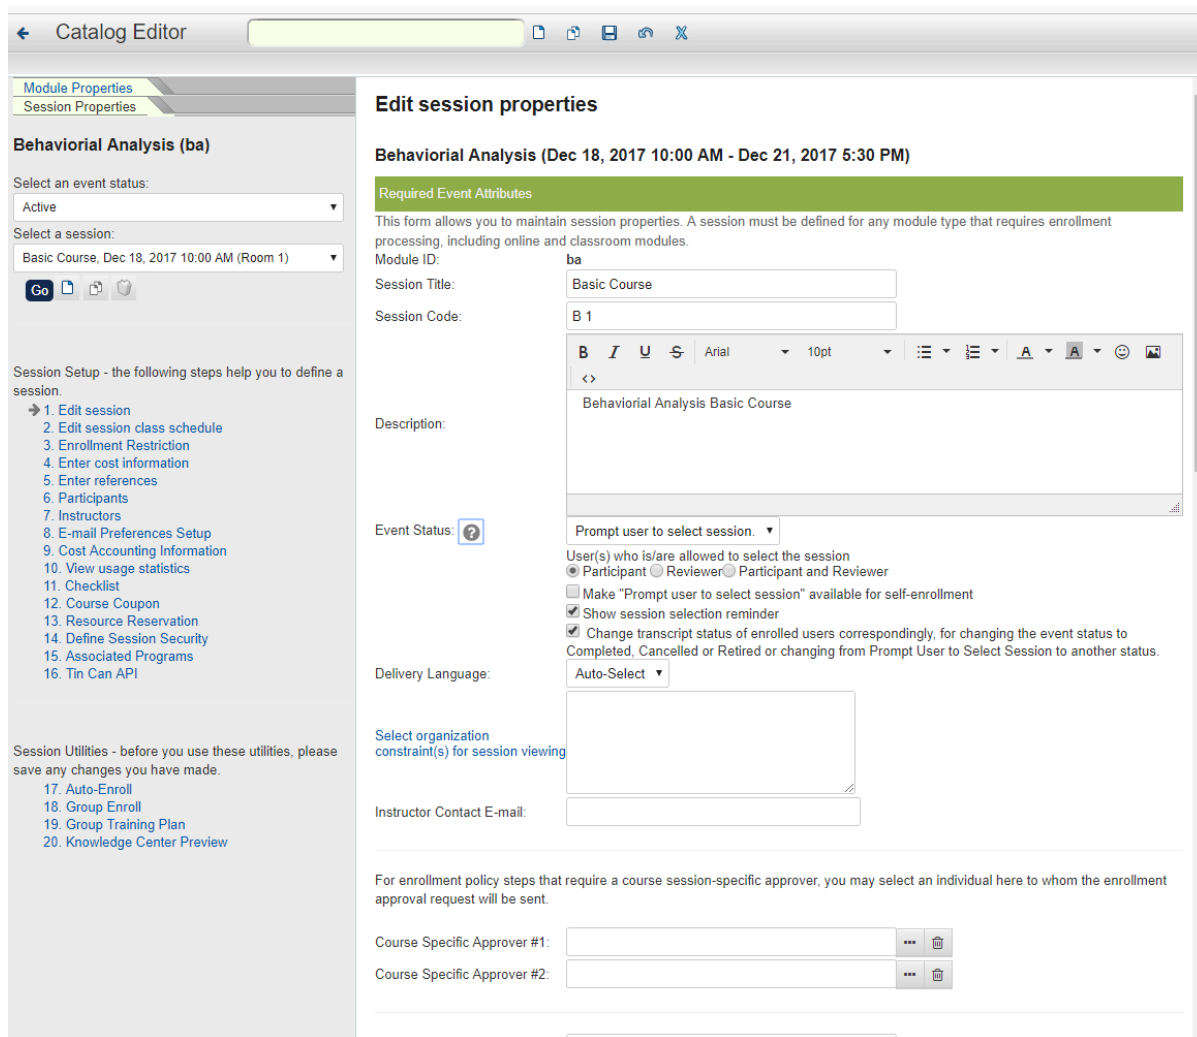 Catalog Editor
Module Properties
Session Properties
Behaviorial Analysis (ba)
Select an event status:
Active
Select a session:
Basic Course, Dec 18, 2017 10:00 AM (Room 1)
Go
Session Setup - the following steps help you to define a
session.
1. Edit session
2. Edit session class schedule
3. Enrollment Restriction
4. Enter cost information
5. Enter references
6. Participants
7. Instructors
8. E-mail Preferences Setup
9. Cost Accounting Information
10. View usage statistics
11. Checklist
12. Course Coupon
13. Resource Reservation
14. Define Session Security
15. Associated Programs
16. Tin Can API
Session Utilities - before you use these utilities, please
save any changes you have made.
17. Auto-Enroll
18. Group Enroll
19. Group Training Plan
20. Knowledge Center Preview
Edit session properties
Behaviorial Analysis (Dec 18, 2017 10:00 AM - Dec 21, 2017 5:30 PM)
Required Event Attributes
This form allows you to maintain session properties. A session must be defined for any module type that requires enrollment
processing, including online and classroom modules.
Module ID: ba
Session Title: Basic Course
Session Code: B 1
B I U S Arial 10pt A A
<>
Description: Behaviorial Analysis Basic Course
Event Status: ? Prompt user to select session.
User(s) who is/are allowed to select the session
Participant Reviewer Participant and Reviewer
Make "Prompt user to select session" available for self-enrollment
Show session selection reminder
Change transcript status of enrolled users correspondingly, for changing the event status to
Completed, Cancelled or Retired or changing from Prompt User to Select Session to another status.
Delivery Language: Auto-Select
Select organization
constraint(s) for session viewing
Instructor Contact E-mail:
For enrollment policy steps that require a course session-specific approver, you may select an individual here to whom the enrollment
approval request will be sent.
Course Specific Approver #1:
Course Specific Approver #2: